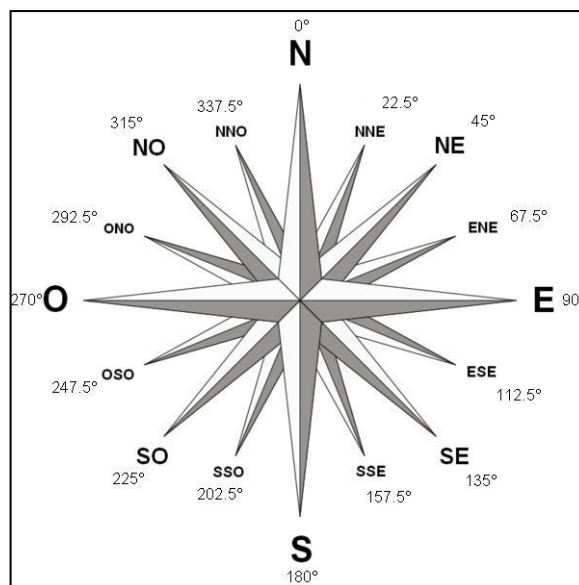 0°
N
337.5°
22.5°
315°
NNO
NNE
45°
NO
NE
292.5°
ONO
ENE
67.5°
270°
O
E
90
247.5°
OSO
ESE
112.5°
SO
SE
225°
SSO
SSE
135°
202.5°
157.5°
S
180°